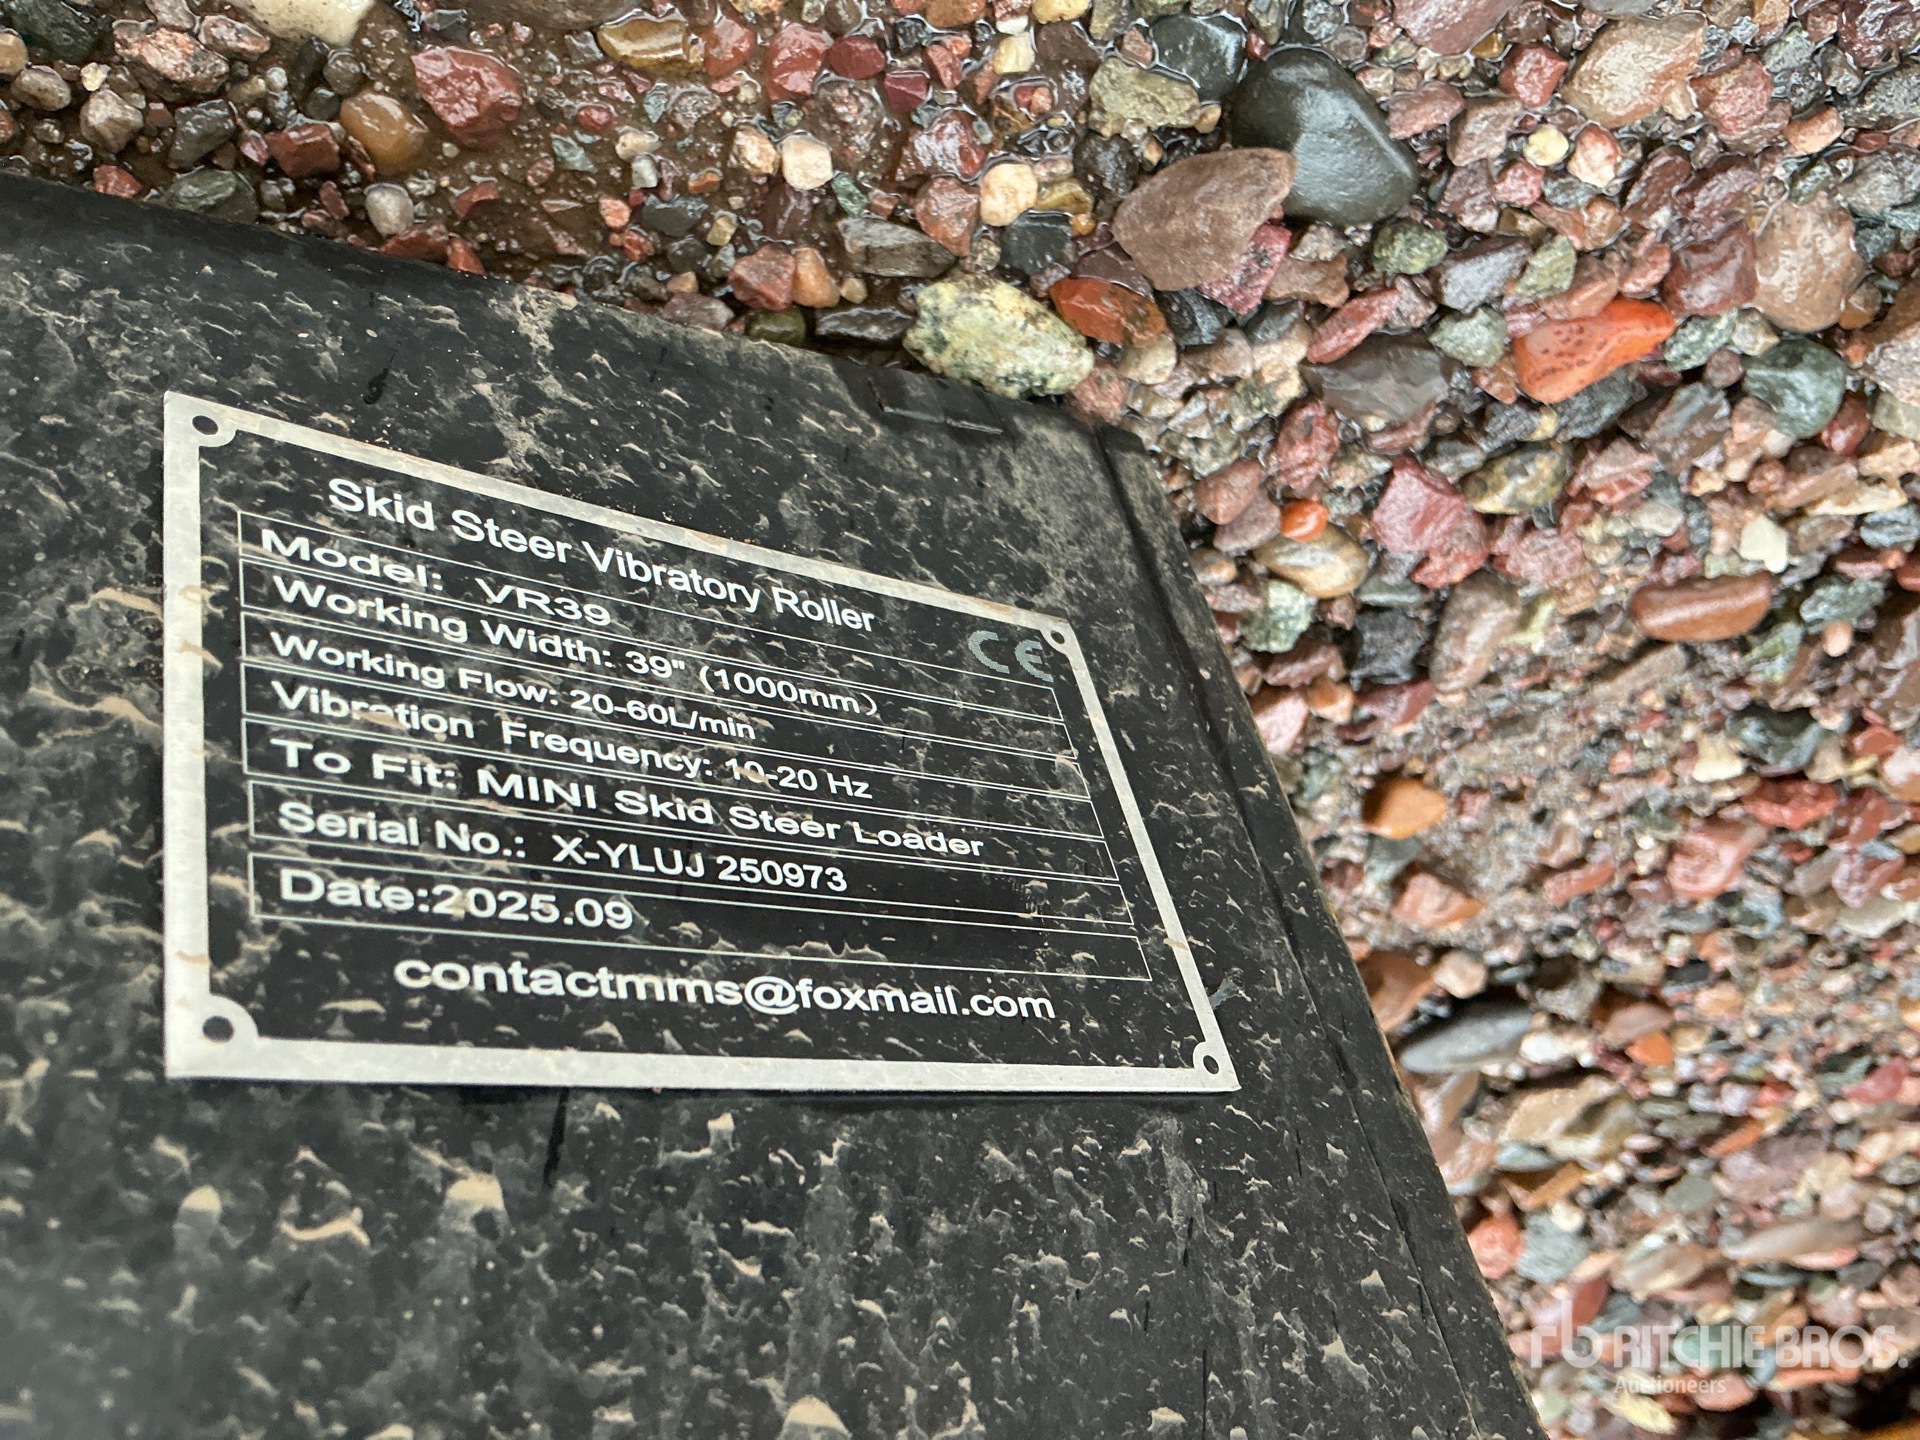 Skid Steer Vibratory Roller
CE
Model: VR39
Working Width: 39" (1000mm)
Working Flow: 20-60L/min
Vibration Frequency: 10-20 Hz
To Fit: MINI Skid Steer Loader
Serial No.: X-YLUJ 250973
Date:2025.09
contactmms@foxmail.com
rb RITCHIE BROS.
Auctioneers